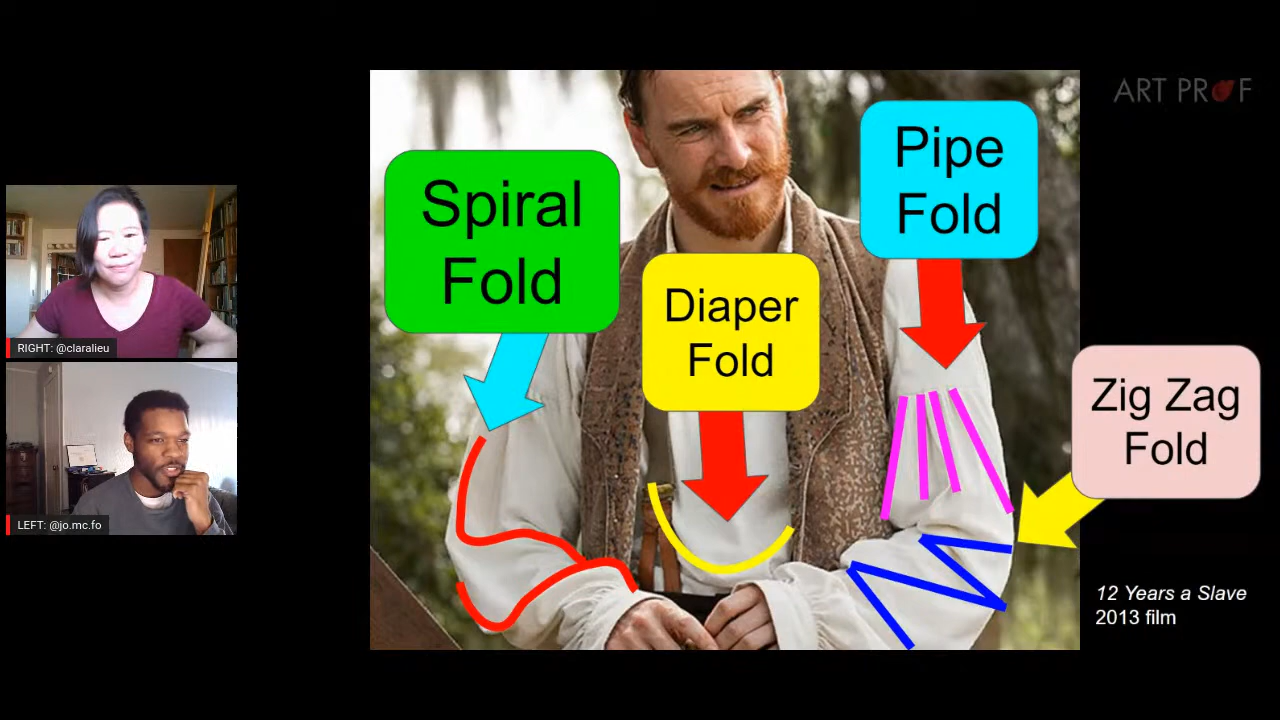 ART PROF
Spiral
Fold
Pipe
Fold
Diaper
Fold
Zig Zag
Fold
RIGHT: @claralieu
LEFT: @jo.mc.fo
12 Years a Slave
2013 film